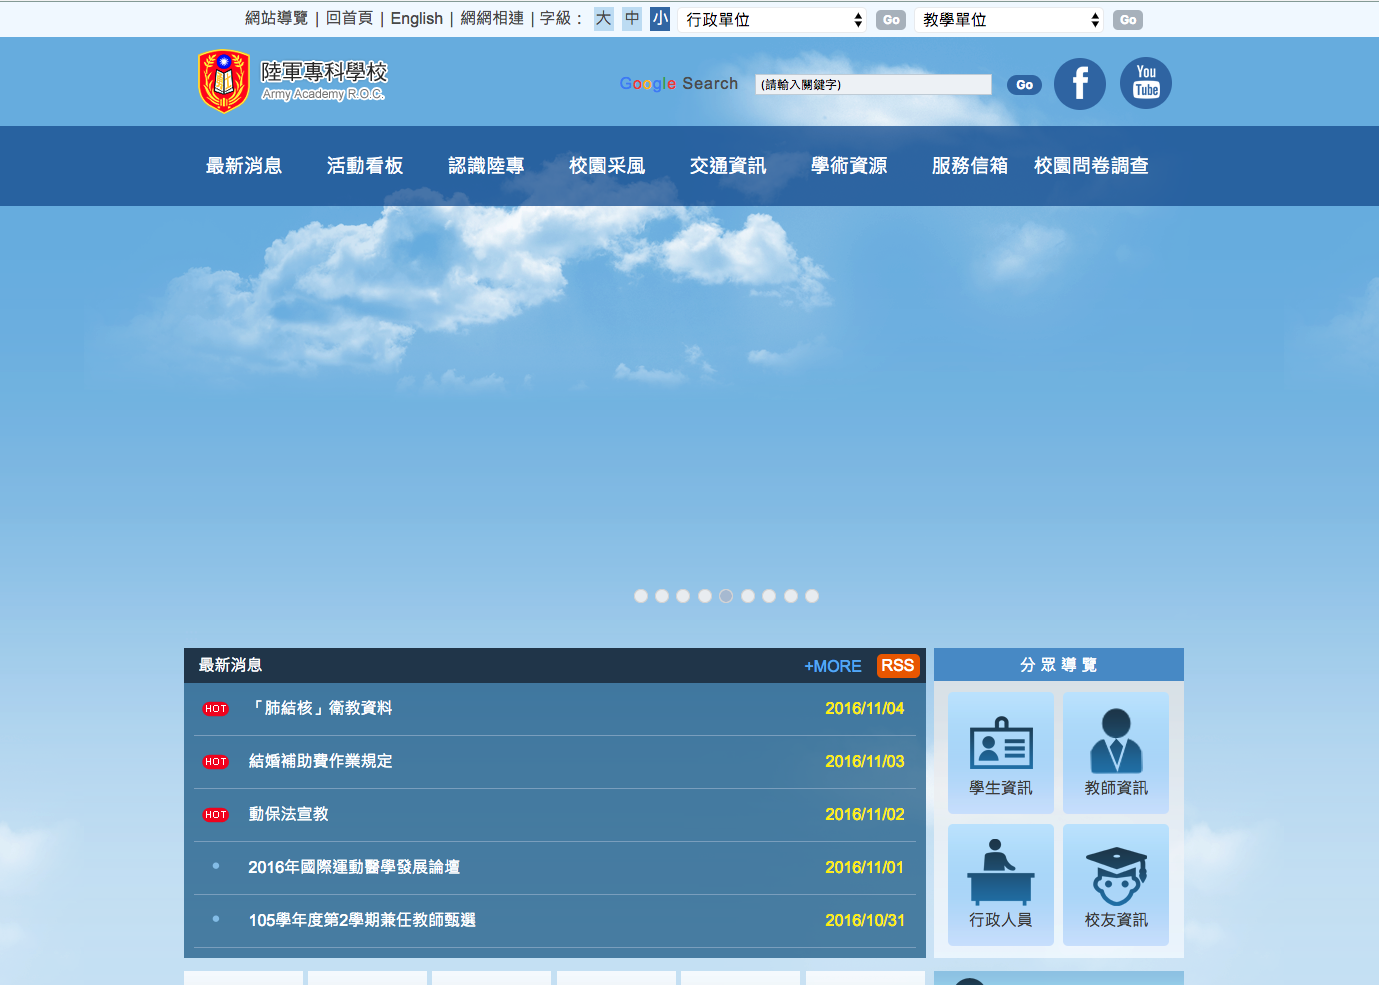 網站導覽 | 回首頁 | English | 網網相連 | 字級： 大 中 小 行政單位 Go 教學單位 Go
陸軍專科學校
Army Academy R.O.C.
Google Search (請輸入關鍵字) Go f You Tube
最新消息 活動看板 認識陸專 校園采風 交通資訊 學術資源 服務信箱 校園問卷調查
最新消息 +MORE RSS
HOT 「肺結核」衛教資料 2016/11/04
HOT 結婚補助費作業規定 2016/11/03
HOT 動保法宣教 2016/11/02
2016年國際運動醫學發展論壇 2016/11/01
105學年度第2學期兼任教師甄選 2016/10/31
分眾導覽
學生資訊 教師資訊
行政人員 校友資訊